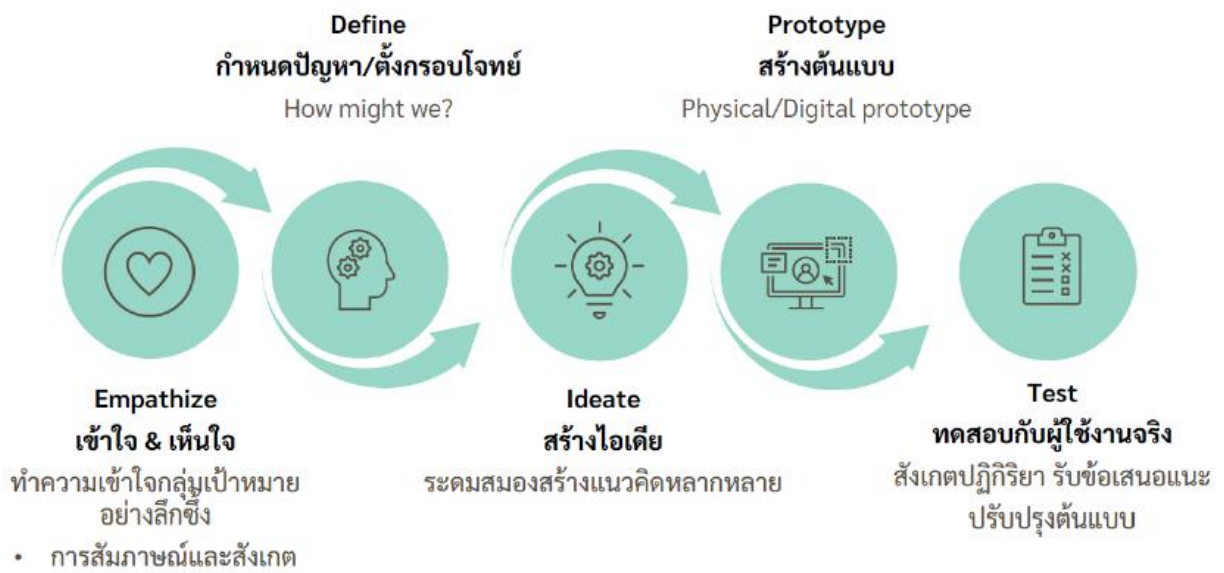 Define
กำหนดปัญหา/ตั้งกรอบโจทย์
How might we?
Prototype
สร้างต้นแบบ
Physical/Digital prototype
Empathize
เข้าใจ & เห็นใจ
ทำความเข้าใจกลุ่มเป้าหมาย
อย่างลึกซึ้ง
• การสัมภาษณ์และสังเกต
Ideate
สร้างไอเดีย
ระดมสมองสร้างแนวคิดหลากหลาย
Test
ทดสอบกับผู้ใช้งานจริง
สังเกตปฏิกิริยา รับข้อเสนอแนะ
ปรับปรุงต้นแบบ